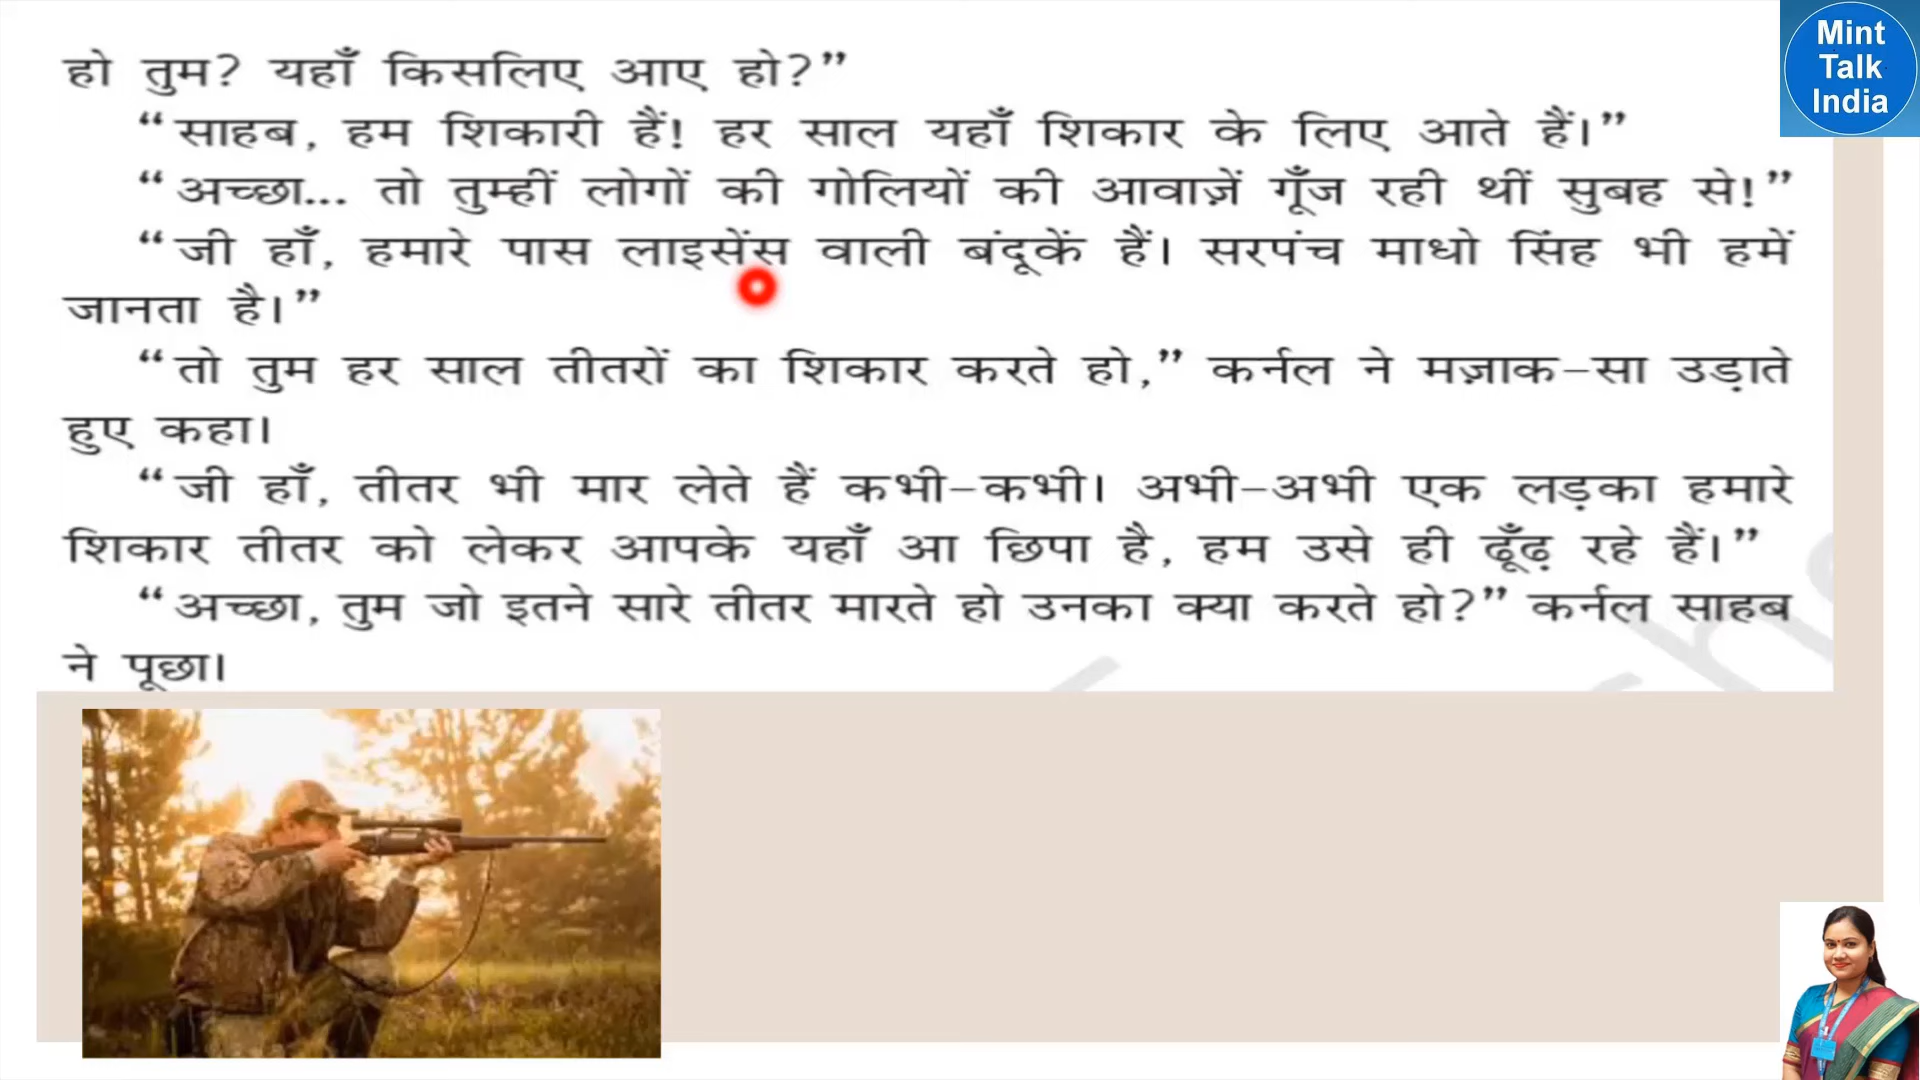 हो तुम? यहाँ किसलिए आए हो?”
“साहब, हम शिकारी हैं! हर साल यहाँ शिकार के लिए आते हैं।”
“अच्छा... तो तुम्हीं लोगों की गोलियों की आवाज़ें गूँज रही थीं सुबह से!”
“जी हाँ, हमारे पास लाइसेंस वाली बंदूकें हैं। सरपंच माधो सिंह भी हमें
जानता है।”
“तो तुम हर साल तीतरों का शिकार करते हो,” कर्नल ने मज़ाक-सा उड़ाते
हुए कहा।
“जी हाँ, तीतर भी मार लेते हैं कभी-कभी। अभी-अभी एक लड़का हमारे
शिकार तीतर को लेकर आपके यहाँ आ छिपा है, हम उसे ही ढूँढ़ रहे हैं।”
“अच्छा, तुम जो इतने सारे तीतर मारते हो उनका क्या करते हो?” कर्नल साहब
ने पूछा।
Mint
Talk
India